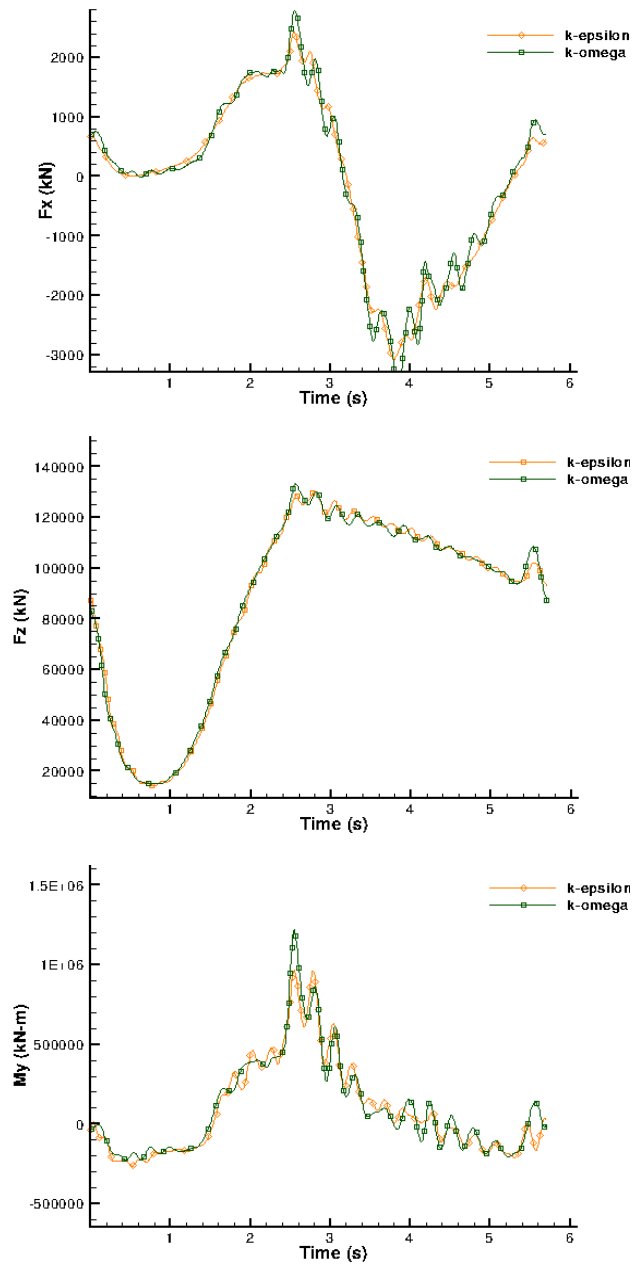 k-epsilon
k-omega
2000
1000
0
-1000
-2000
-3000
Fx (kN)
1 2 3 4 5 6
Time (s)
k-epsilon
k-omega
140000
120000
100000
80000
60000
40000
20000
Fz (kN)
1 2 3 4 5 6
Time (s)
k-epsilon
k-omega
1.5E+06
1E+06
500000
0
-500000
My (kN-m)
1 2 3 4 5 6
Time (s)